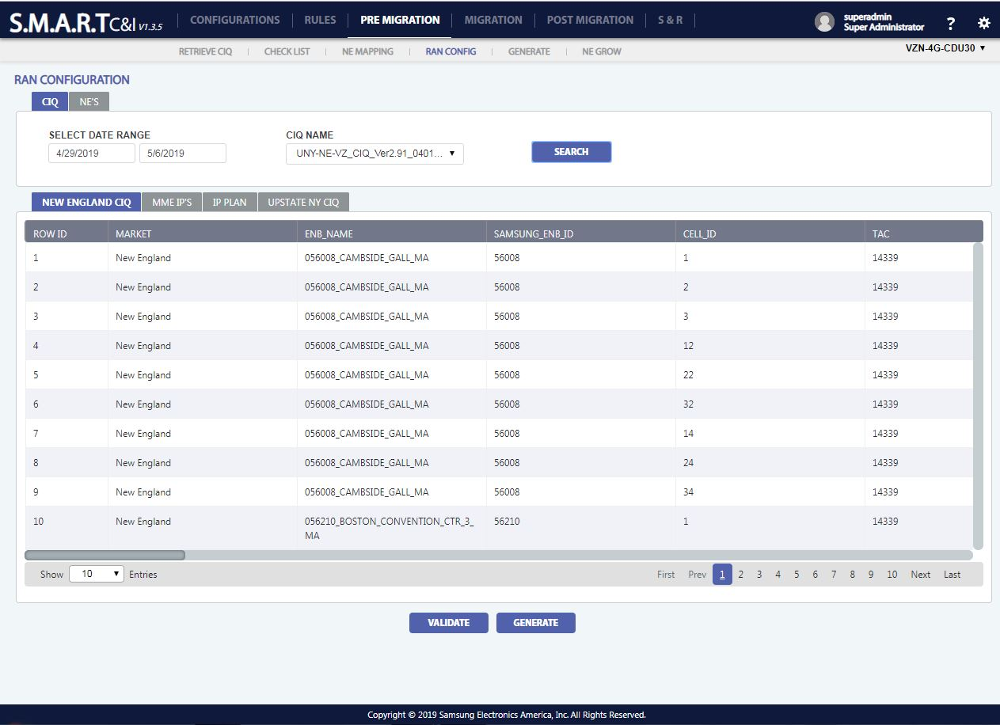 S.M.A.R.T C&I V1.3.5 CONFIGURATIONS RULES PRE MIGRATION MIGRATION POST MIGRATION S & R superadmin
Super Administrator ?
RETRIEVE CIQ CHECK LIST NE MAPPING RAN CONFIG GENERATE NE GROW VZN-4G-CDU30
RAN CONFIGURATION
CIQ NE'S
SELECT DATE RANGE CIQ NAME
4/29/2019 5/6/2019 UNY-NE-VZ_CIQ_Ver2.91_0401... SEARCH
NEW ENGLAND CIQ MME IP'S IP PLAN UPSTATE NY CIQ
ROW ID MARKET ENB_NAME SAMSUNG_ENB_ID CELL_ID TAC
1 New England 056008_CAMBSIDE_GALL_MA 56008 1 14339
2 New England 056008_CAMBSIDE_GALL_MA 56008 2 14339
3 New England 056008_CAMBSIDE_GALL_MA 56008 3 14339
4 New England 056008_CAMBSIDE_GALL_MA 56008 12 14339
5 New England 056008_CAMBSIDE_GALL_MA 56008 22 14339
6 New England 056008_CAMBSIDE_GALL_MA 56008 32 14339
7 New England 056008_CAMBSIDE_GALL_MA 56008 14 14339
8 New England 056008_CAMBSIDE_GALL_MA 56008 24 14339
9 New England 056008_CAMBSIDE_GALL_MA 56008 34 14339
10 New England 056210_BOSTON_CONVENTION_CTR_3_ 56210 1 14339
MA
Show 10 Entries First Prev 1 2 3 4 5 6 7 8 9 10 Next Last
VALIDATE GENERATE
Copyright © 2019 Samsung Electronics America, Inc. All Rights Reserved.